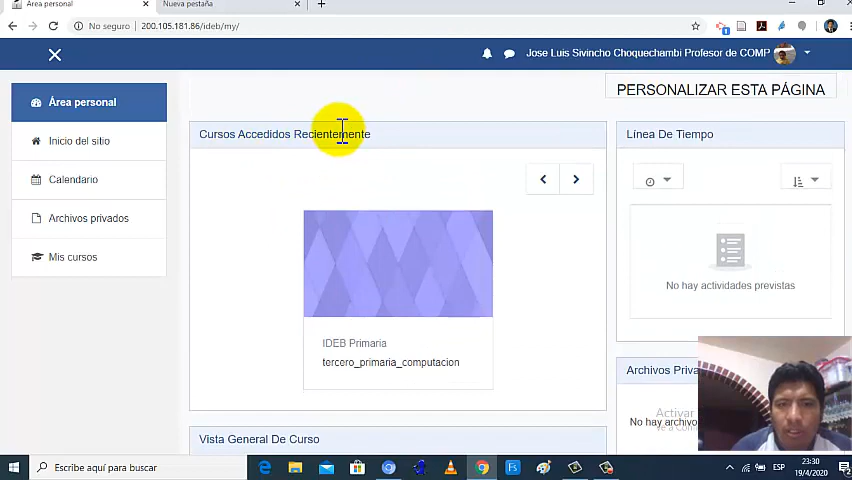 Área personal
Nueva pestaña
No seguro 200.105.181.86/ideb/my/
Jose Luis Sivincho Choquechambi Profesor de COMP
PERSONALIZAR ESTA PÁGINA
Área personal
Inicio del sitio
Calendario
Archivos privados
Mis cursos
Cursos Accedidos Recientemente
IDEB Primaria
tercero_primaria_computacion
Vista General De Curso
Línea De Tiempo
No hay actividades previstas
Archivos Priva
Activar
No hay archivo
Escribe aquí para buscar
ESP
23:30
19/4/2020